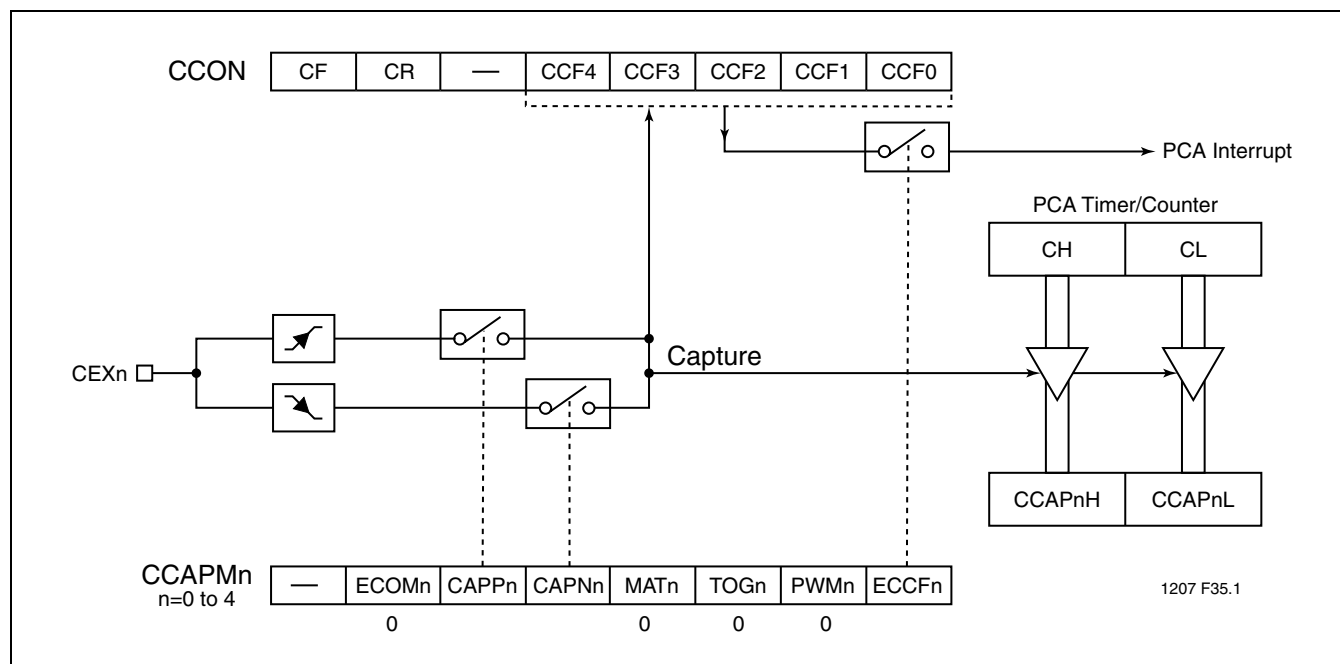 CCON CF CR — CCF4 CCF3 CCF2 CCF1 CCF0
PCA Interrupt
PCA Timer/Counter
CH CL
CEXn
Capture
CCAPnH CCAPnL
CCAPMn — ECOMn CAPPn CAPNn MATn TOGn PWMn ECCFn
n=0 to 4
0 0 0 0
1207 F35.1